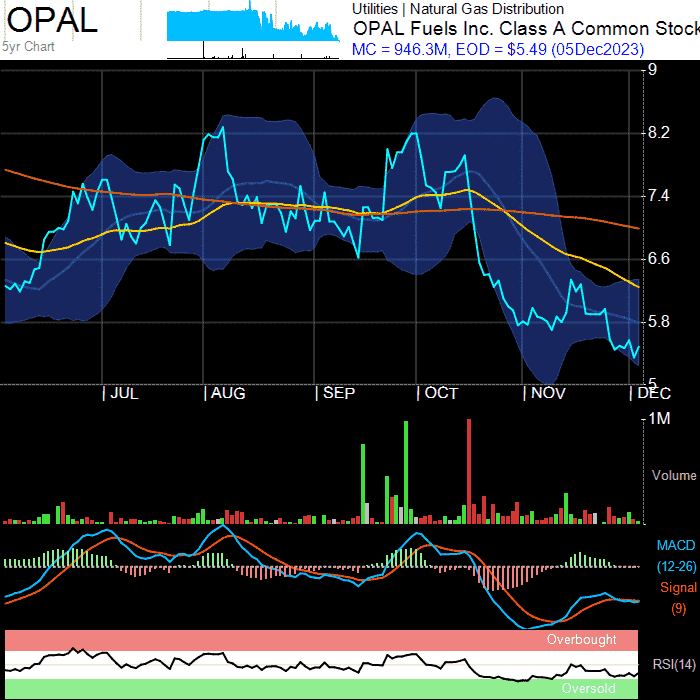 OPAL
5yr Chart
Utilities | Natural Gas Distribution
OPAL Fuels Inc. Class A Common Stock
MC = 946.3M, EOD = $5.49 (05Dec2023)
9
8.2
7.4
6.6
5.8
5
JUL
AUG
SEP
OCT
NOV
DEC
1M
Volume
MACD
(12-26)
Signal
(9)
Overbought
RSI(14)
Oversold